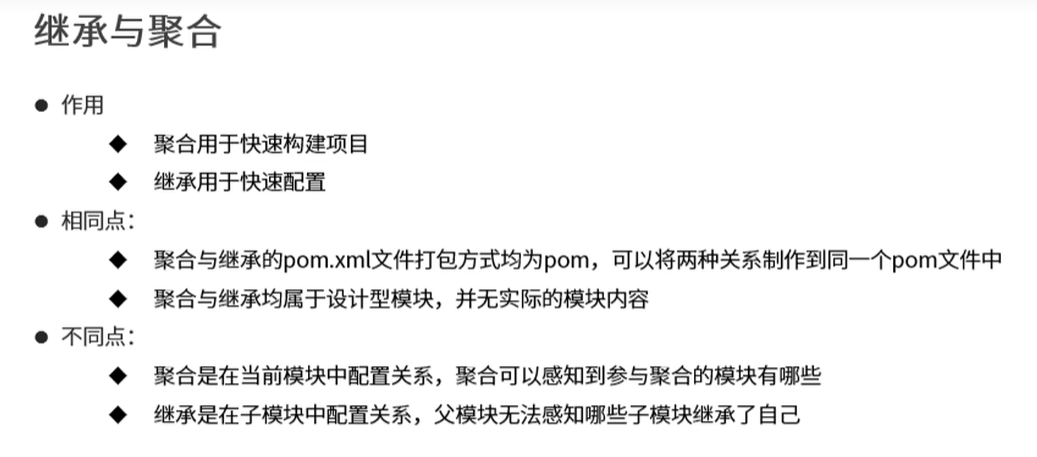 继承与聚合
● 作用
◆ 聚合用于快速构建项目
◆ 继承用于快速配置
● 相同点：
◆ 聚合与继承的pom.xml文件打包方式均为pom，可以将两种关系制作到同一个pom文件中
◆ 聚合与继承均属于设计型模块，并无实际的模块内容
● 不同点：
◆ 聚合是在当前模块中配置关系，聚合可以感知到参与聚合的模块有哪些
◆ 继承是在子模块中配置关系，父模块无法感知哪些子模块继承了自己